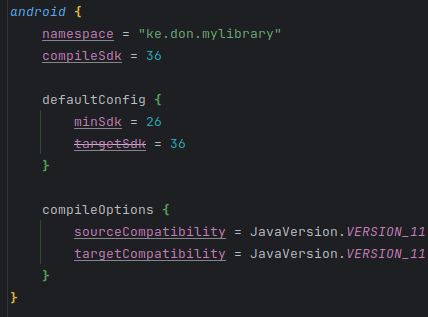 android {
    namespace = "ke.don.mylibrary"
    compileSdk = 36

    defaultConfig {
        minSdk = 26
        targetSdk = 36
    }

    compileOptions {
        sourceCompatibility = JavaVersion.VERSION_11
        targetCompatibility = JavaVersion.VERSION_11
    }
}